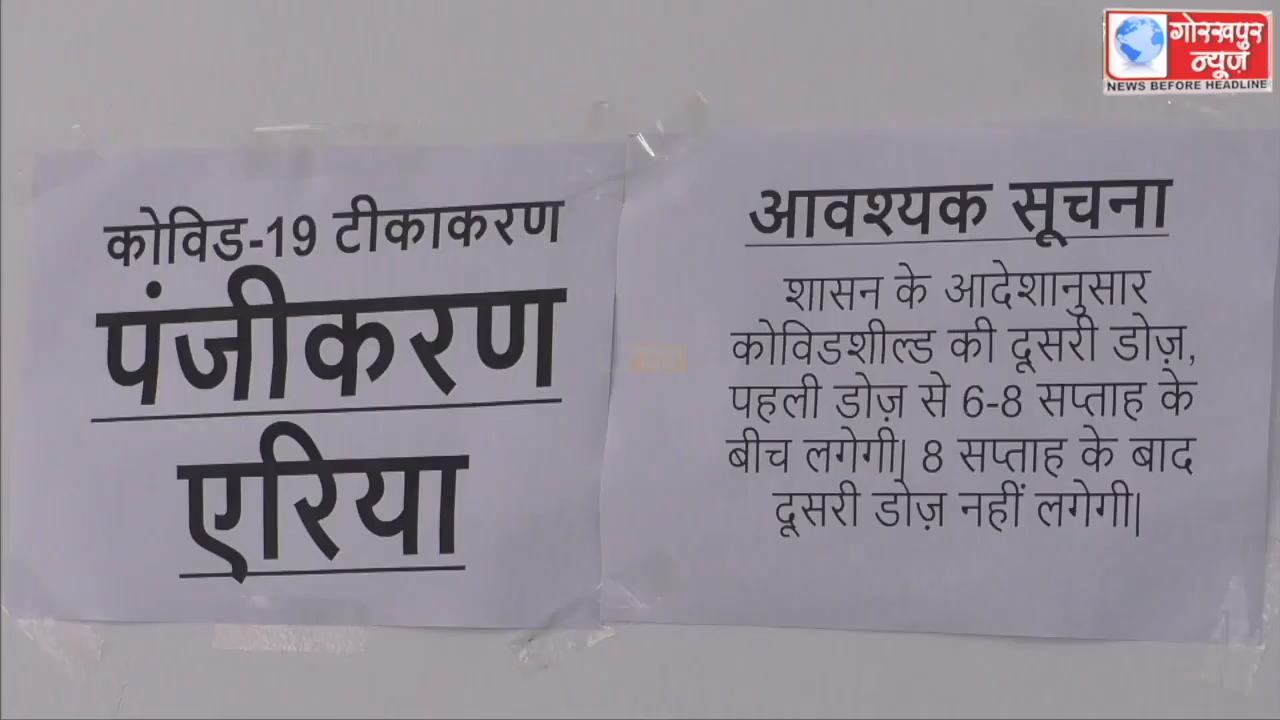 गोरखपुर
न्यूज़
NEWS BEFORE HEADLINE
कोविड-19 टीकाकरण
पंजीकरण
एरिया
आवश्यक सूचना
शासन के आदेशानुसार
कोविडशील्ड की दूसरी डोज़,
पहली डोज़ से 6-8 सप्ताह के
बीच लगेगी| 8 सप्ताह के बाद
दूसरी डोज़ नहीं लगेगी|